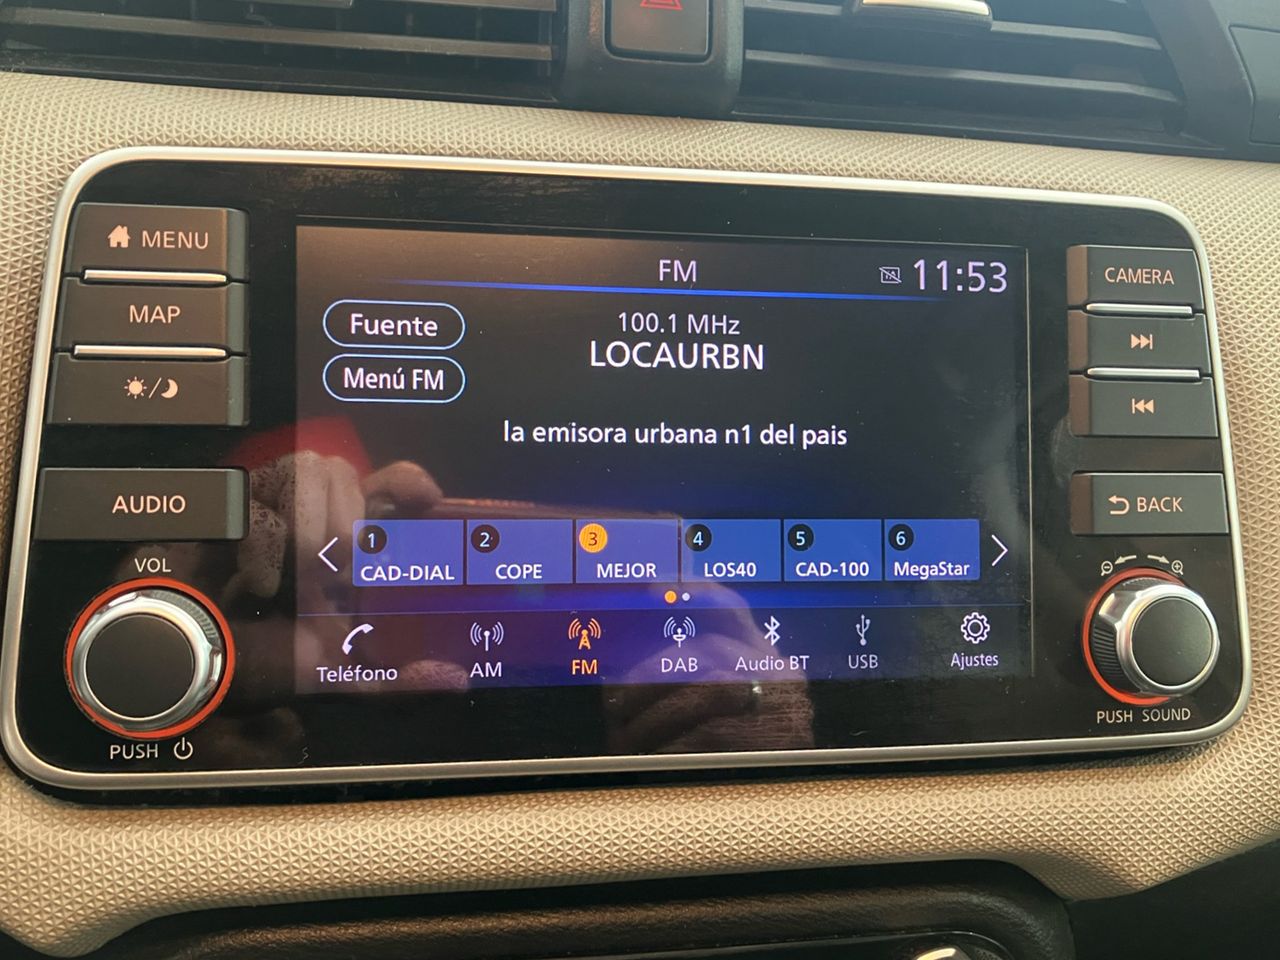 MENU
MAP
AUDIO
VOL
PUSH
FM
TA
11:53
Fuente
100.1 MHz
LOCAURBN
Menú FM
la emisora urbana n1 del pais
1
2
3
4
5
6
CAD-DIAL
COPE
MEJOR
LOS40
CAD-100
MegaStar
Teléfono
AM
FM
DAB
Audio BT
USB
Ajustes
CAMERA
BACK
PUSH SOUND